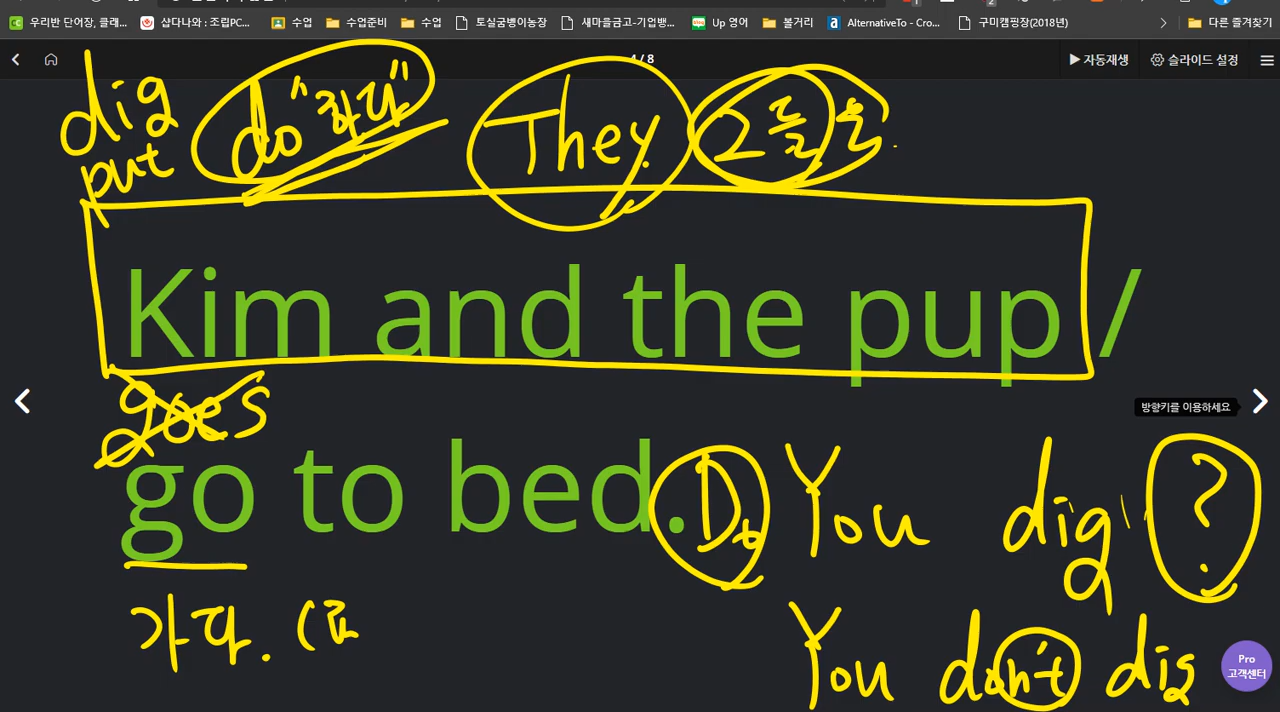 우리반 단어장, 클래...
샵다나와 : 조립PC...
수업
수업준비
수업
토실금뱅이농장
새마을금고-기업뱅...
Up 영어
볼거리
AlternativeTo - Cro...
구미캠핑장(2018년)
다른 즐겨찾기
4 / 8
자동재생
슬라이드 설정
dig do "하다" They 2들은
put
Kim and the pup /
goes
방향키를 이용하세요
go to bed. Do You dig ?
가다.
You don't dig
Pro
고객센터